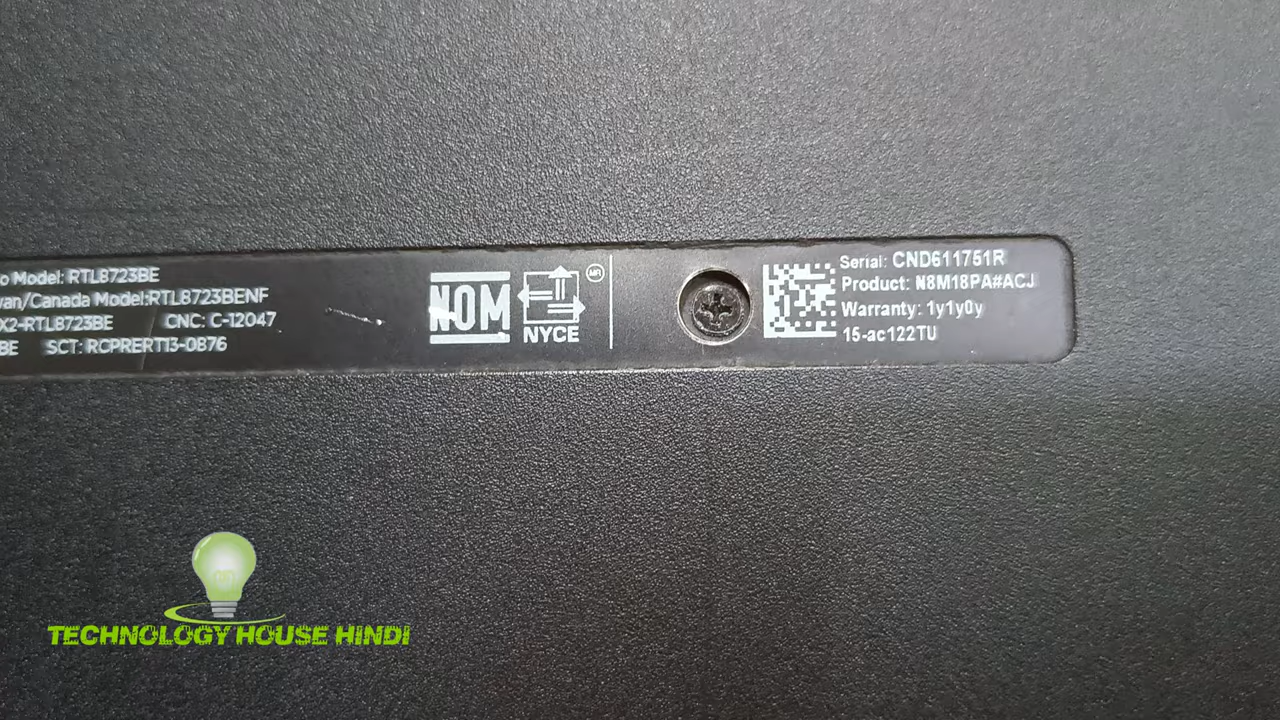 o Model: RTL8723BE
van/Canada Model:RTL8723BENF
X2-RTL8723BE CNC: C-12047
BE SCT: RCPRERT13-0876
NOM
NYCE
MR
Serial: CND611751R
Product: N8M18PA#ACJ
Warranty: 1y1y0y
15-ac122TU
TECHNOLOGY HOUSE HINDI